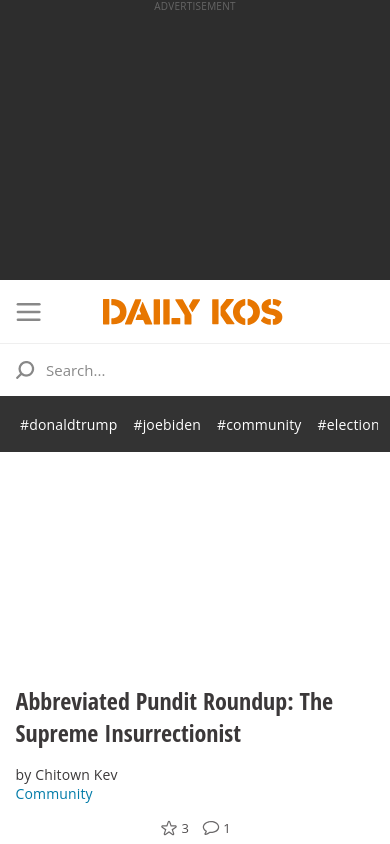 ADVERTISEMENT
DAILY KOS
Search...
#donaldtrump #joebiden #community #election
Abbreviated Pundit Roundup: The
Supreme Insurrectionist
by Chitown Kev
Community
3 1